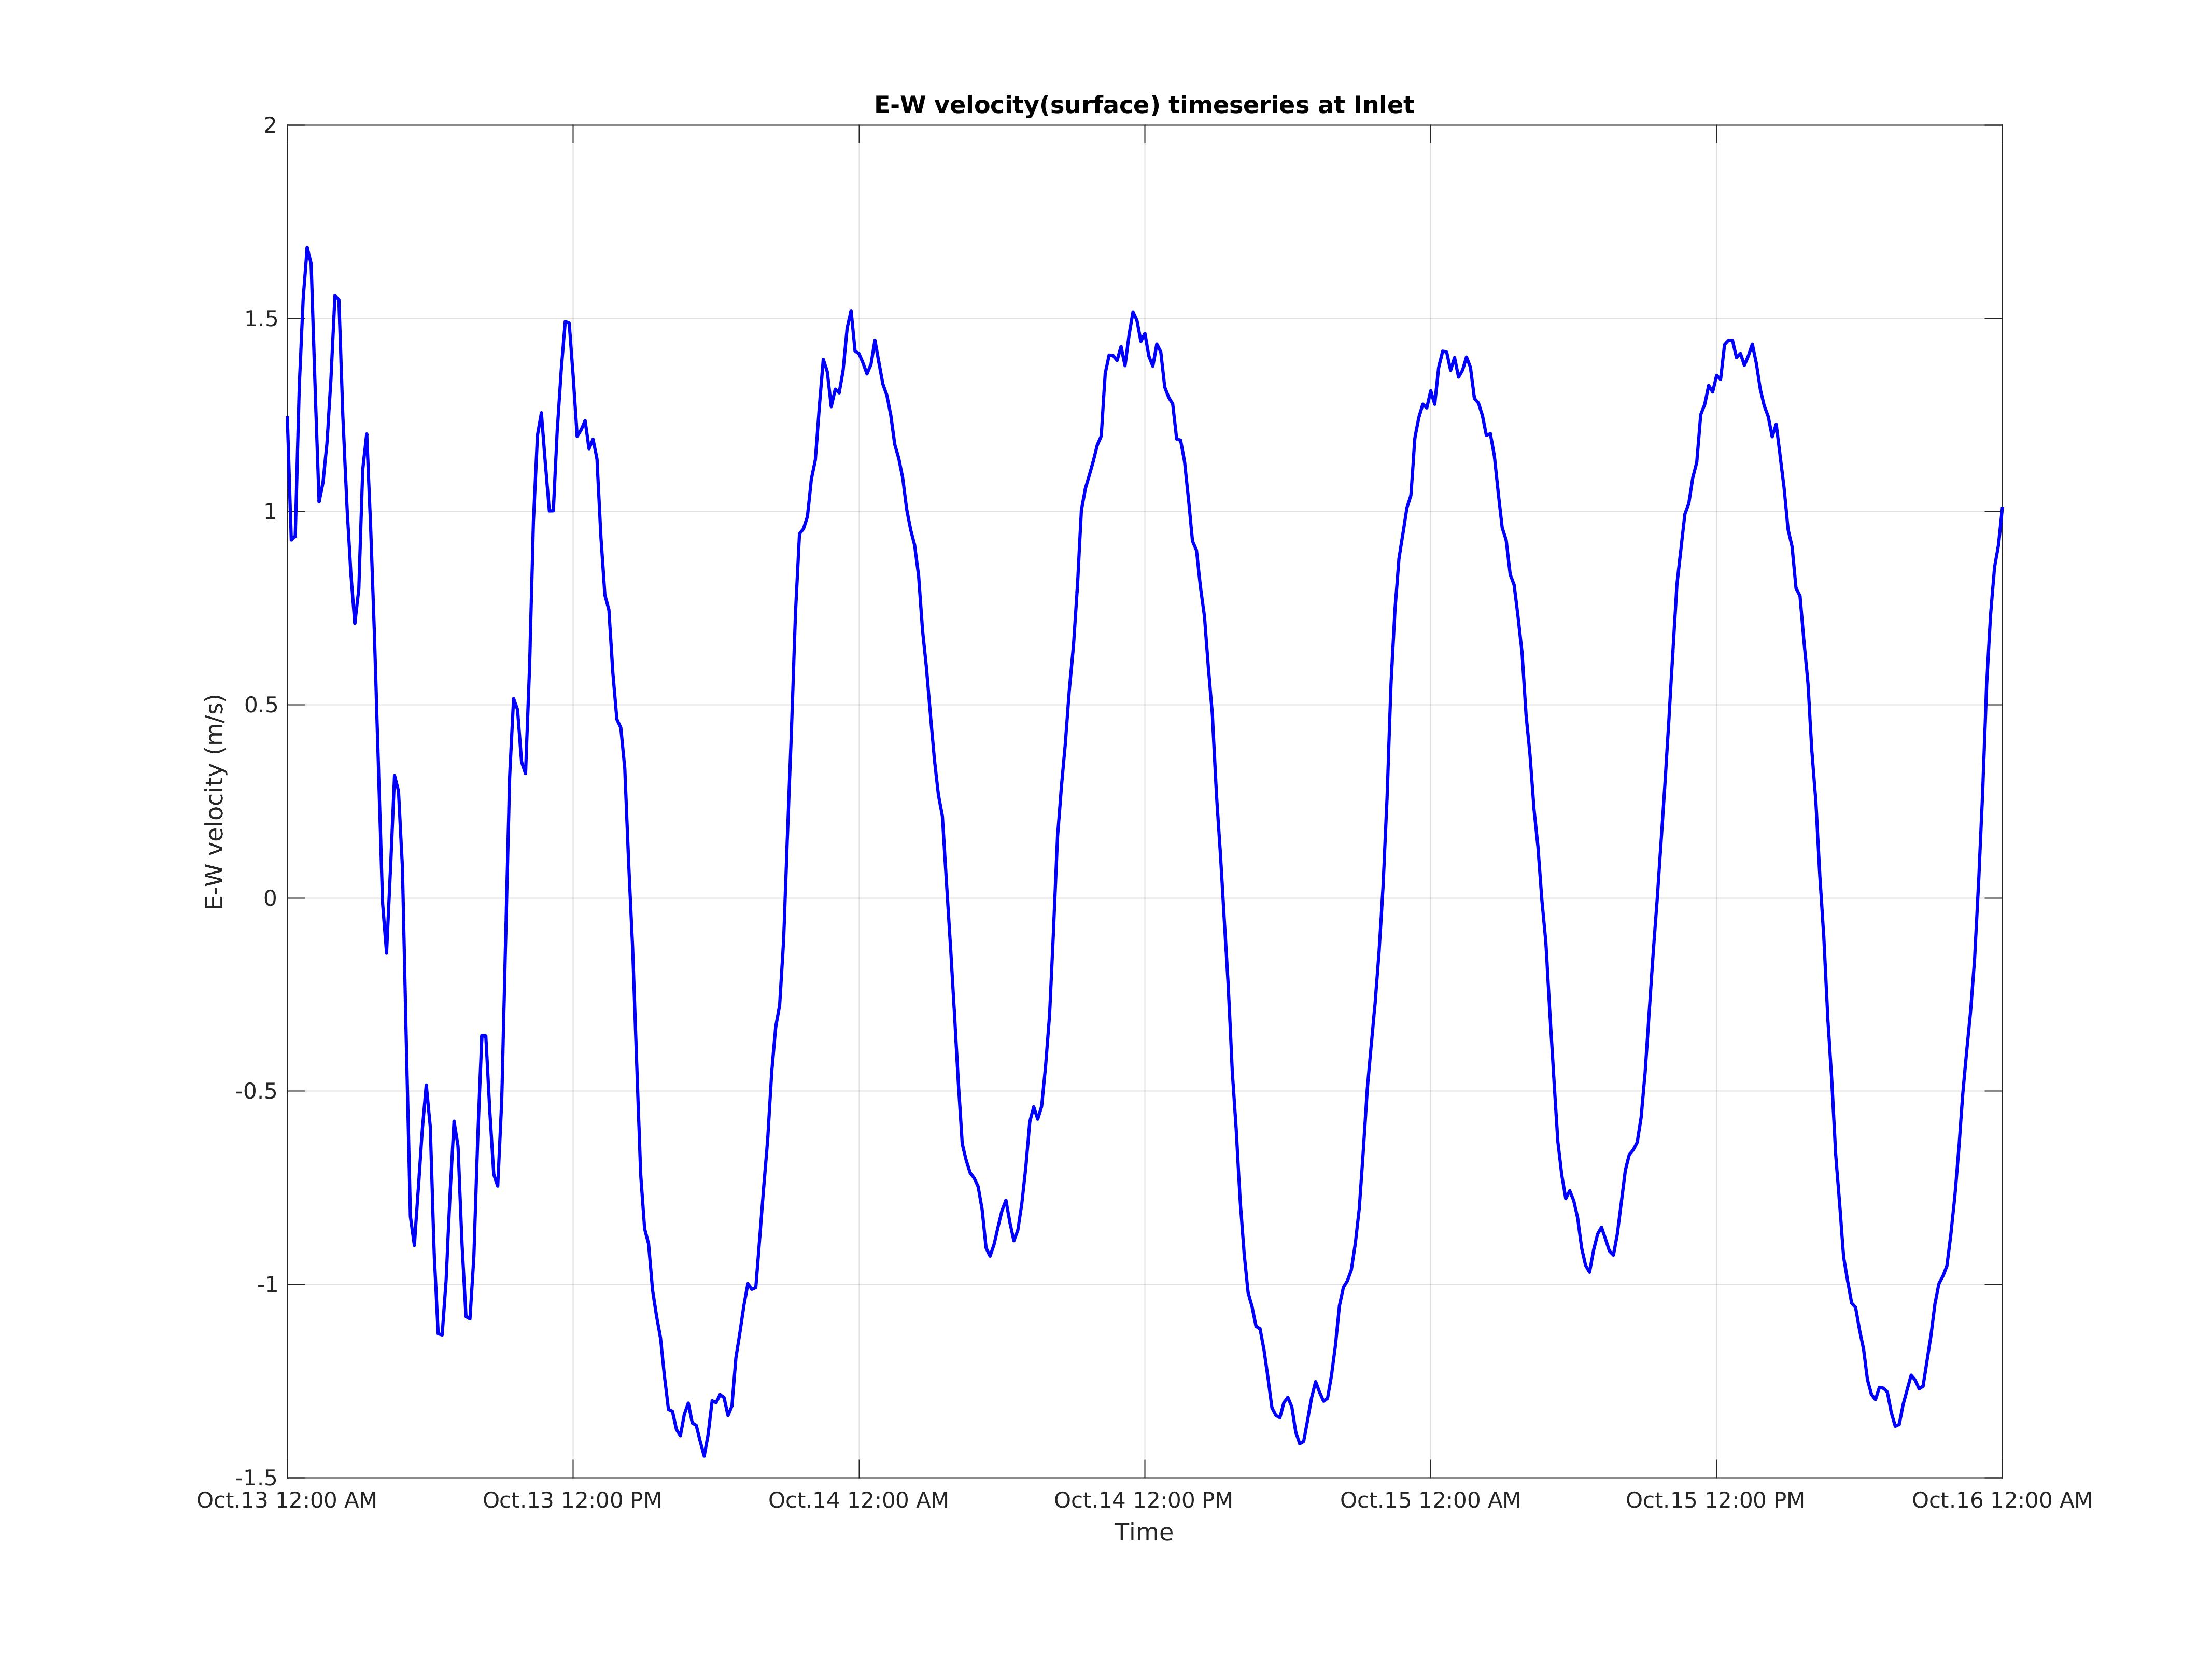 E-W velocity(surface) timeseries at Inlet
2
1.5
1
0.5
0
-0.5
-1
-1.5
E-W velocity (m/s)
Oct.13 12:00 AM
Oct.13 12:00 PM
Oct.14 12:00 AM
Oct.14 12:00 PM
Oct.15 12:00 AM
Oct.15 12:00 PM
Oct.16 12:00 AM
Time